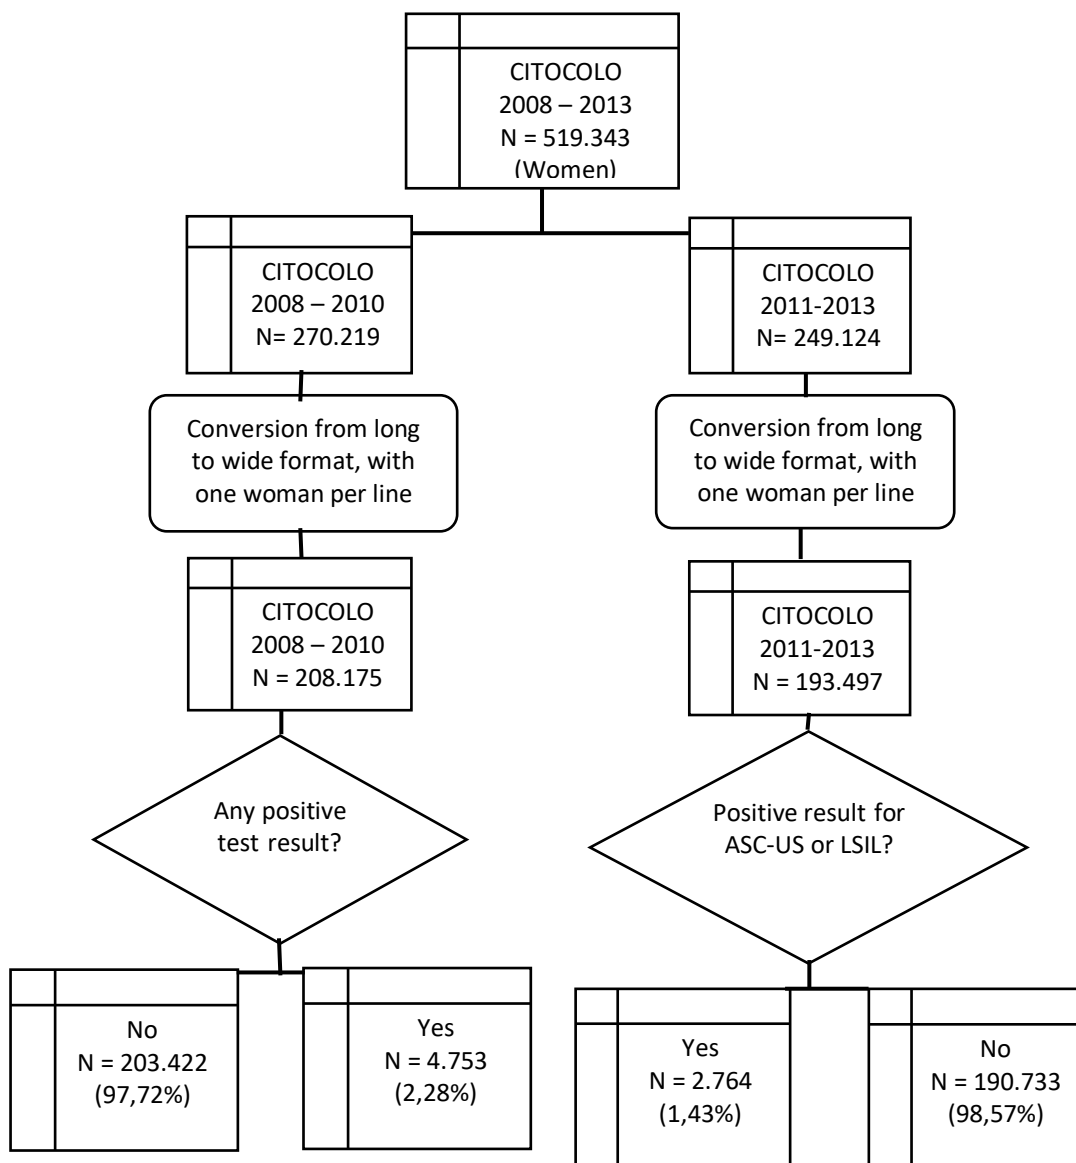 CITOCOLO
2008 – 2013
N = 519.343
(Women)
CITOCOLO
2008 – 2010
N= 270.219
CITOCOLO
2011-2013
N= 249.124
Conversion from long
to wide format, with
one woman per line
Conversion from long
to wide format, with
one woman per line
CITOCOLO
2008 – 2010
N = 208.175
CITOCOLO
2011-2013
N = 193.497
Any positive
test result?
Positive result for
ASC-US or LSIL?
No
N = 203.422
(97,72%)
Yes
N = 4.753
(2,28%)
Yes
N = 2.764
(1,43%)
No
N = 190.733
(98,57%)